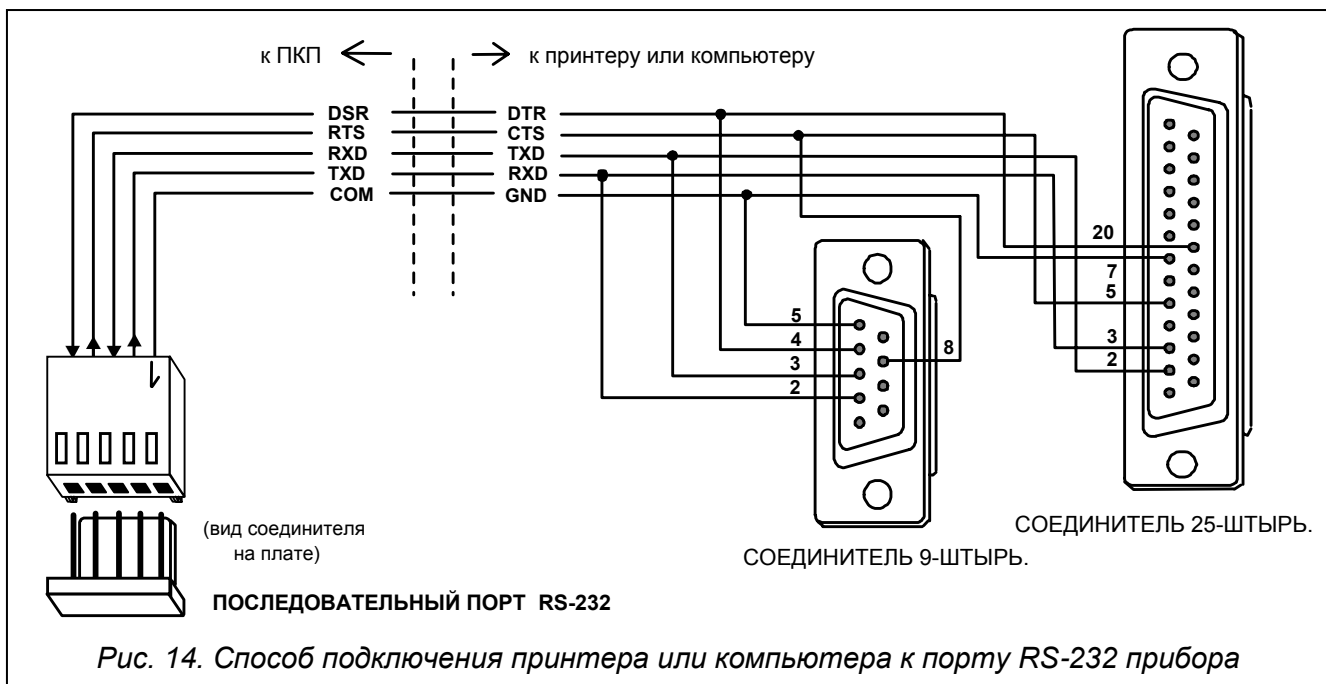 к ПКП
к принтеру или компьютеру
DSR DTR
RTS CTS
RXD TXD
TXD RXD
COM GND
20
7
5
3
2
5
4
3
2
8
(вид соединителя
на плате)
СОЕДИНИТЕЛЬ 25-ШТЫРЬ.
СОЕДИНИТЕЛЬ 9-ШТЫРЬ.
ПОСЛЕДОВАТЕЛЬНЫЙ ПОРТ RS-232
Рис. 14. Способ подключения принтера или компьютера к порту RS-232 прибора